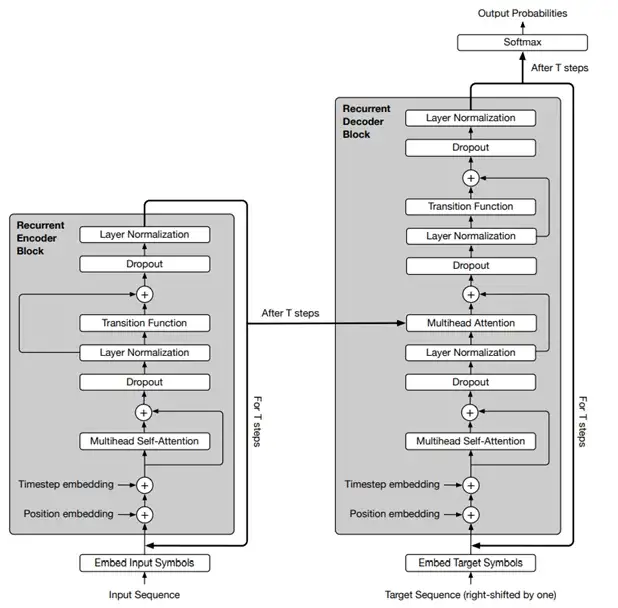 Output Probabilities
Softmax
After T steps
Recurrent
Decoder
Block
Layer Normalization
Dropout
+
Transition Function
Layer Normalization
Dropout
+
Multihead Attention
Layer Normalization
Dropout
+
Multihead Self-Attention
Timestep embedding
+
Position embedding
+
For T steps
Embed Target Symbols
Target Sequence (right-shifted by one)
After T steps
Recurrent
Encoder
Block
Layer Normalization
Dropout
+
Transition Function
Layer Normalization
Dropout
+
Multihead Self-Attention
Timestep embedding
+
Position embedding
+
For T steps
Embed Input Symbols
Input Sequence